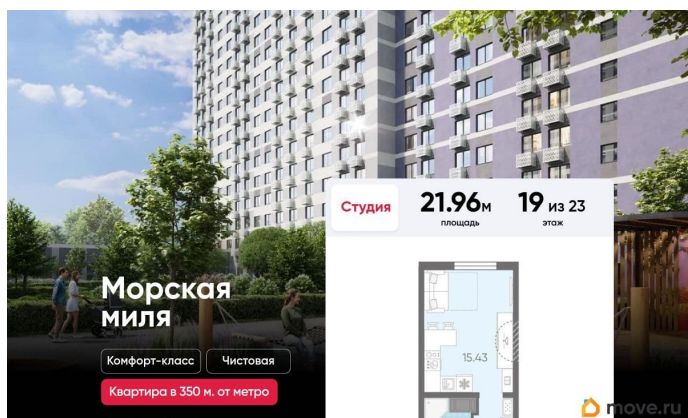 Студия
21.96м
площадь
19 из 23
этаж
Морская
миля
Комфорт-класс
Чистовая
Квартира в 350 м. от метро
15.43
move.ru